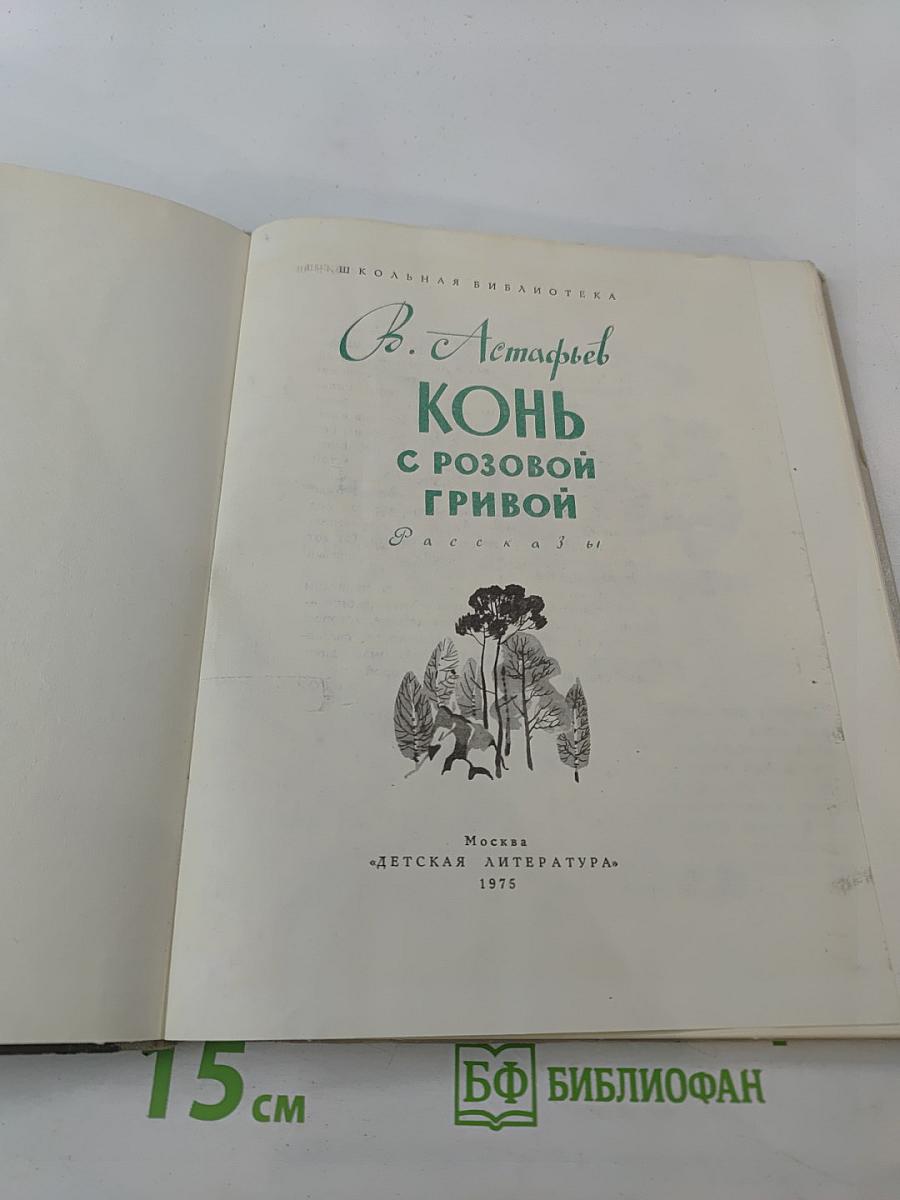 ШКОЛЬНАЯ БИБЛИОТЕКА
В. Астафьев
КОНЬ
С РОЗОВОЙ
ГРИВОЙ
Рассказы
Москва
«ДЕТСКАЯ ЛИТЕРАТУРА»
1975
15 см
БФ БИБЛИОФАН